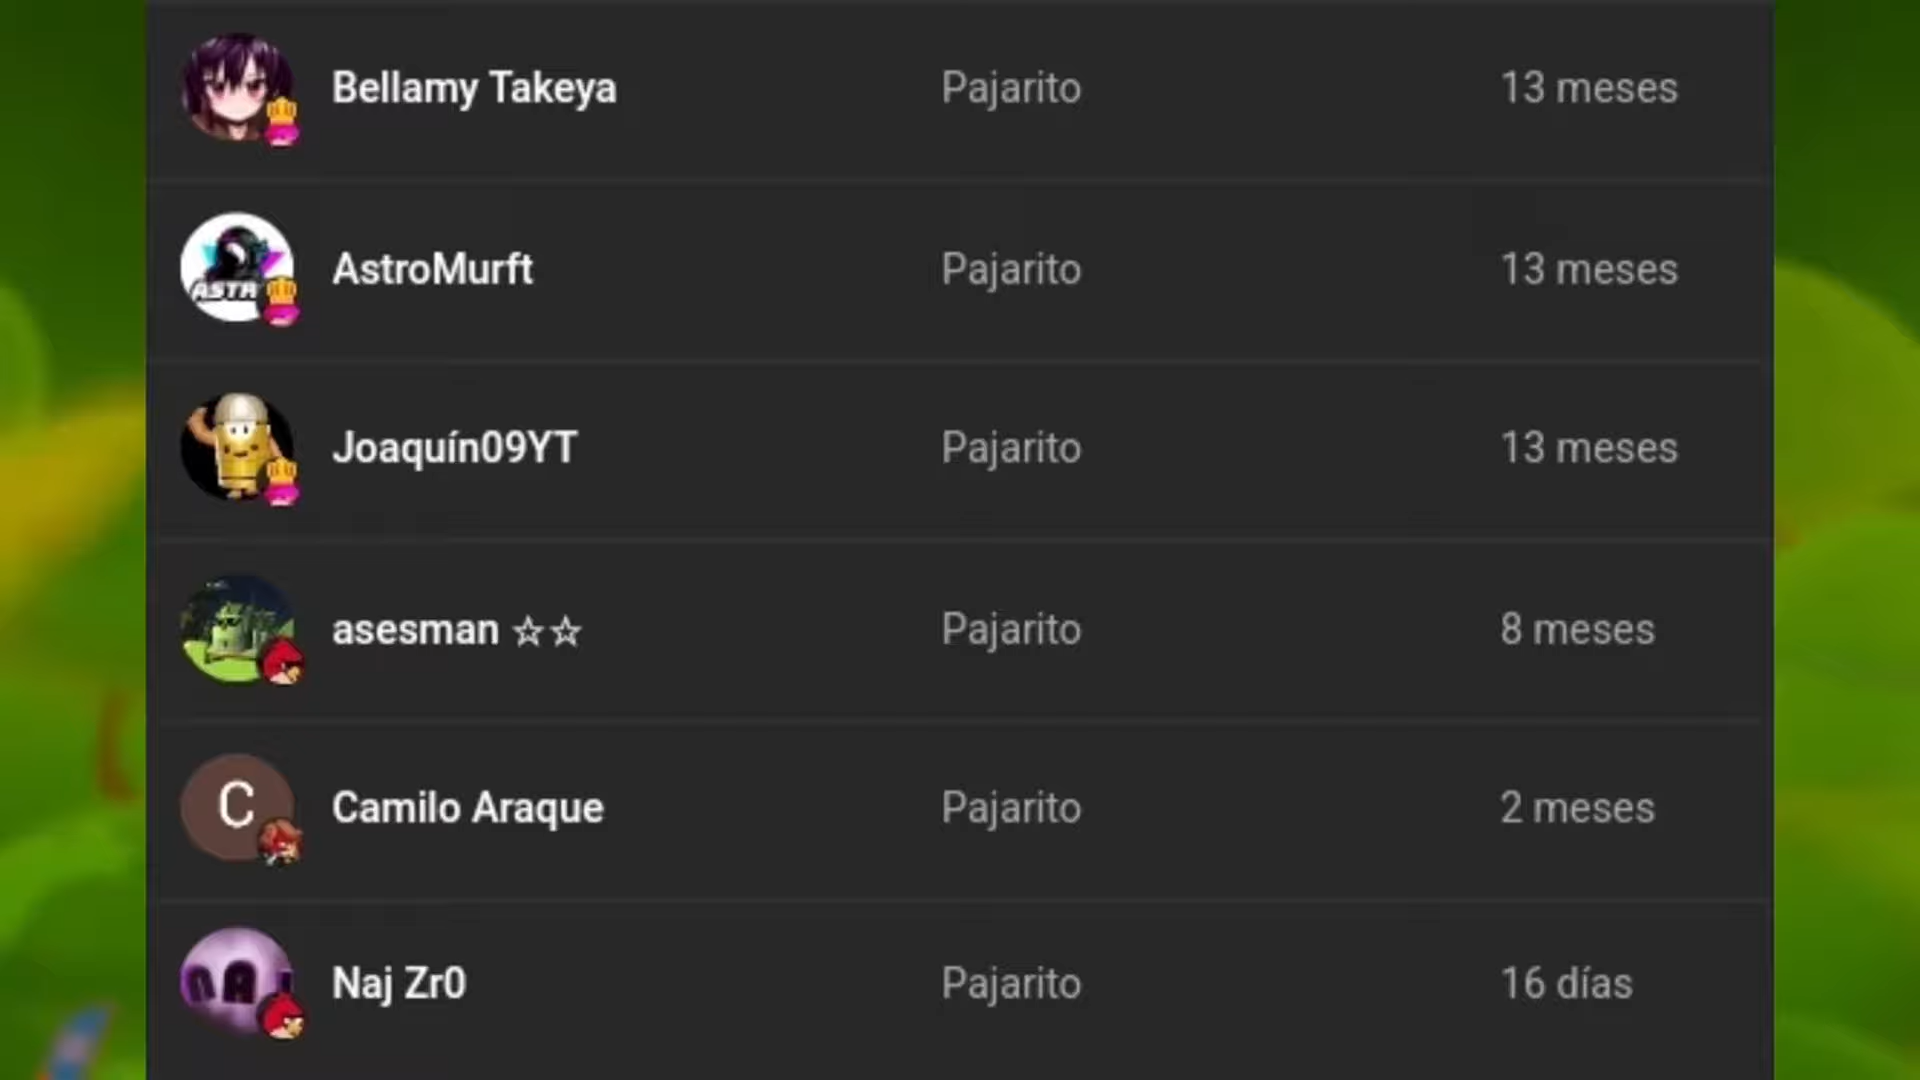 Bellamy Takeya Pajarito 13 meses
ASTR
AstroMurft Pajarito 13 meses
Joaquín09YT Pajarito 13 meses
asesman ☆☆ Pajarito 8 meses
C Camilo Araque Pajarito 2 meses
Naj Zr0 Pajarito 16 días